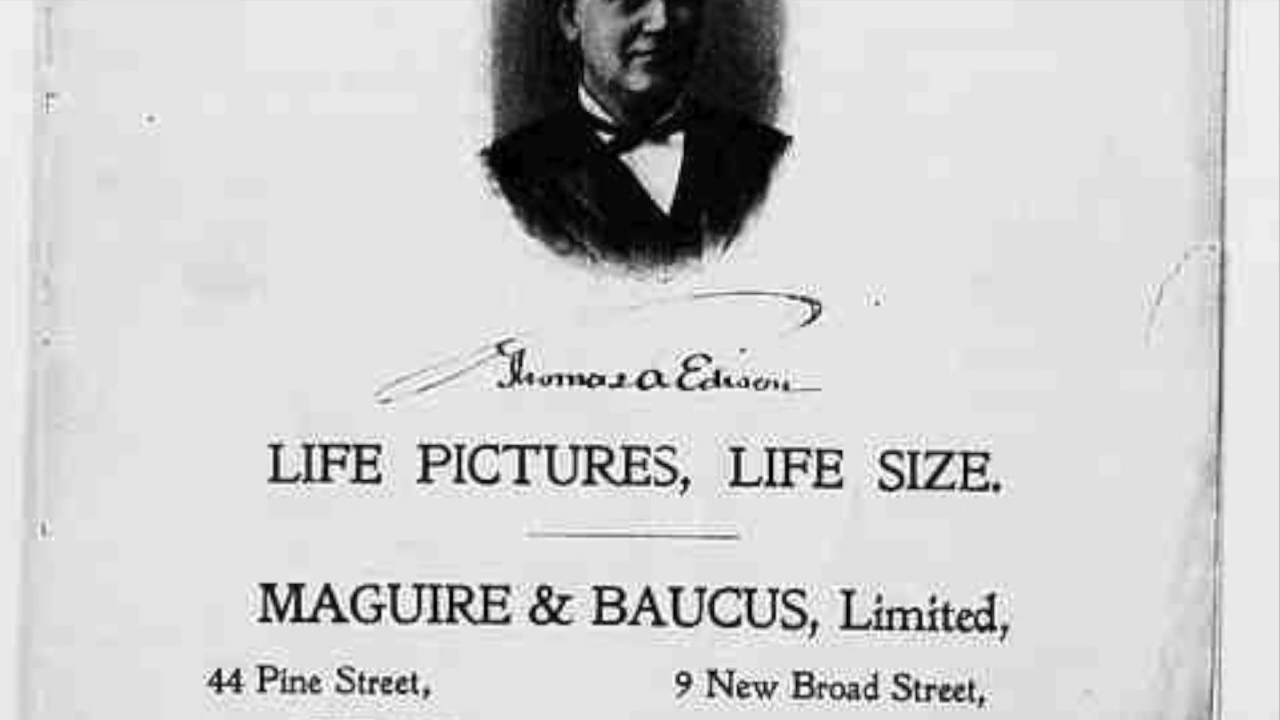 Thomas a Edison
LIFE PICTURES, LIFE SIZE.
MAGUIRE & BAUCUS, Limited,
44 Pine Street, 9 New Broad Street,